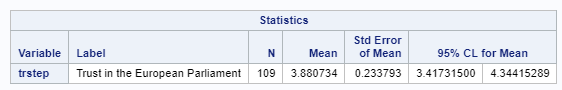 Statistics
Variable Label N Mean Std Error of Mean 95% CL for Mean
trstep Trust in the European Parliament 109 3.880734 0.233793 3.41731500 4.34415289